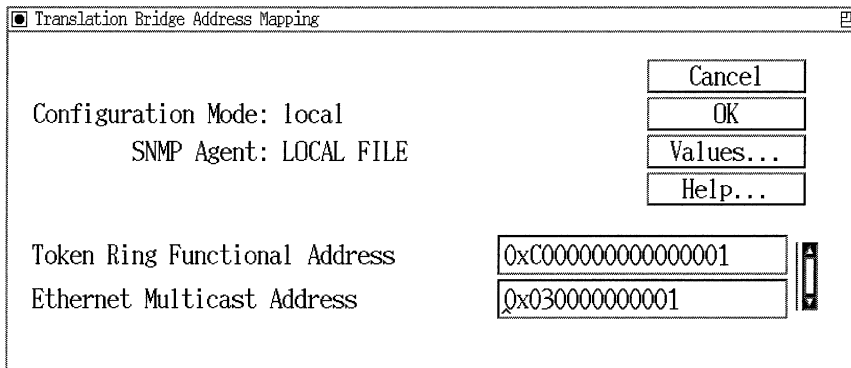 Translation Bridge Address Mapping
Cancel
Configuration Mode: local
OK
SNMP Agent: LOCAL FILE
Values...
Help...
Token Ring Functional Address
0xC000000000000001
Ethernet Multicast Address
0x030000000001